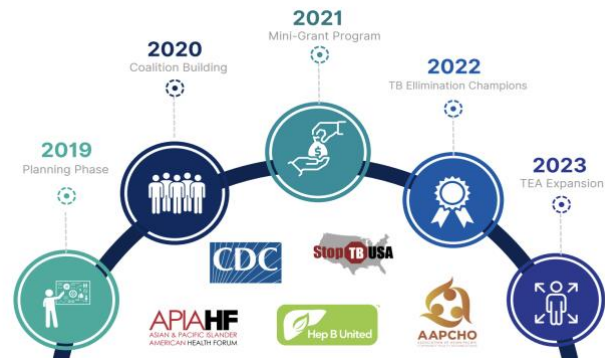 2019
Planning Phase
2020
Coalition Building
2021
Mini-Grant Program
$
2022
TB Ellimination Champions
2023
TEA Expansion
CDC
Stop TB USA
APIAHF
ASIAN & PACIFIC ISLANDER
AMERICAN HEALTH FORUM
Hep B United
AAPCHO